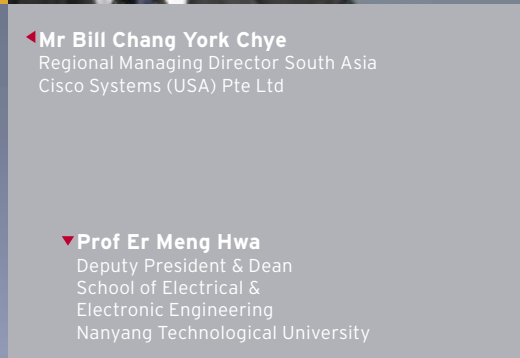 Mr Bill Chang York Chye
Regional Managing Director South Asia
Cisco Systems (USA) Pte Ltd
Prof Er Meng Hwa
Deputy President & Dean
School of Electrical &
Electronic Engineering
Nanyang Technological University